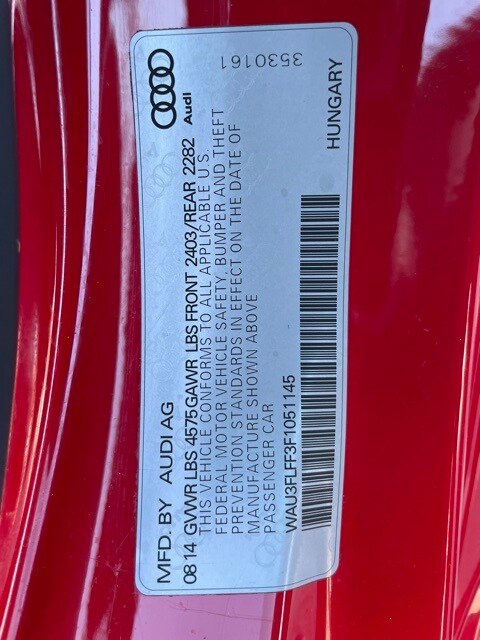 MFD. BY AUDI AG
Audi
08 14 GVWR LBS 4575 GAWR LBS FRONT 2403/REAR 2282
THIS VEHICLE CONFORMS TO ALL APPLICABLE U.S.
FEDERAL MOTOR VEHICLE SAFETY, BUMPER AND THEFT
PREVENTION STANDARDS IN EFFECT ON THE DATE OF
MANUFACTURE SHOWN ABOVE
PASSENGER CAR
3530161
WAU3FLFF3F1051145
HUNGARY